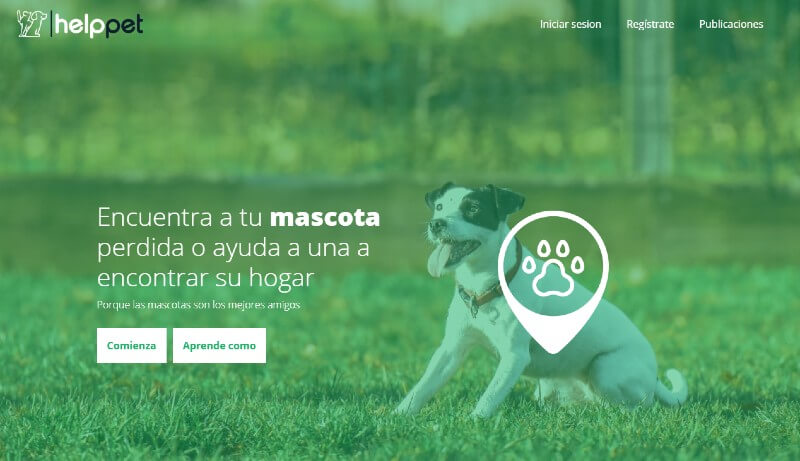 helppet
Iniciar sesion Regístrate Publicaciones
Encuentra a tu mascota
perdida o ayuda a una a
encontrar su hogar
Porque las mascotas son los mejores amigos
Comienza Aprende como